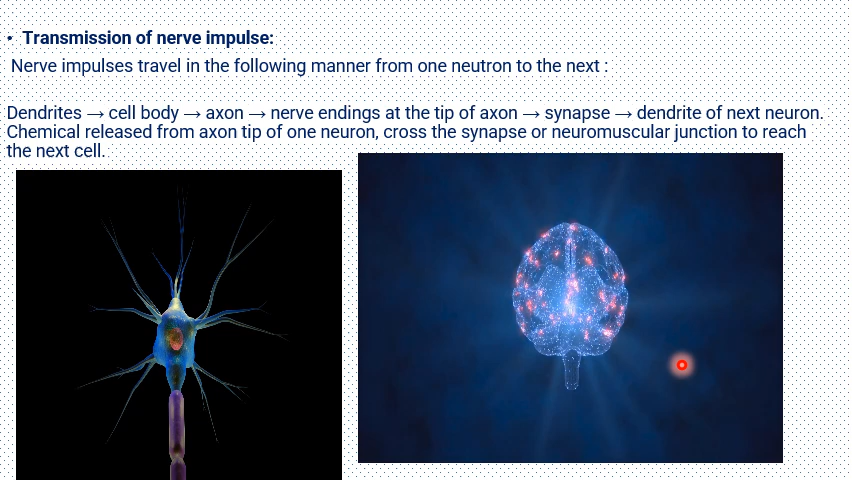 • Transmission of nerve impulse:
Nerve impulses travel in the following manner from one neutron to the next :
Dendrites → cell body → axon → nerve endings at the tip of axon → synapse → dendrite of next neuron.
Chemical released from axon tip of one neuron, cross the synapse or neuromuscular junction to reach
the next cell.